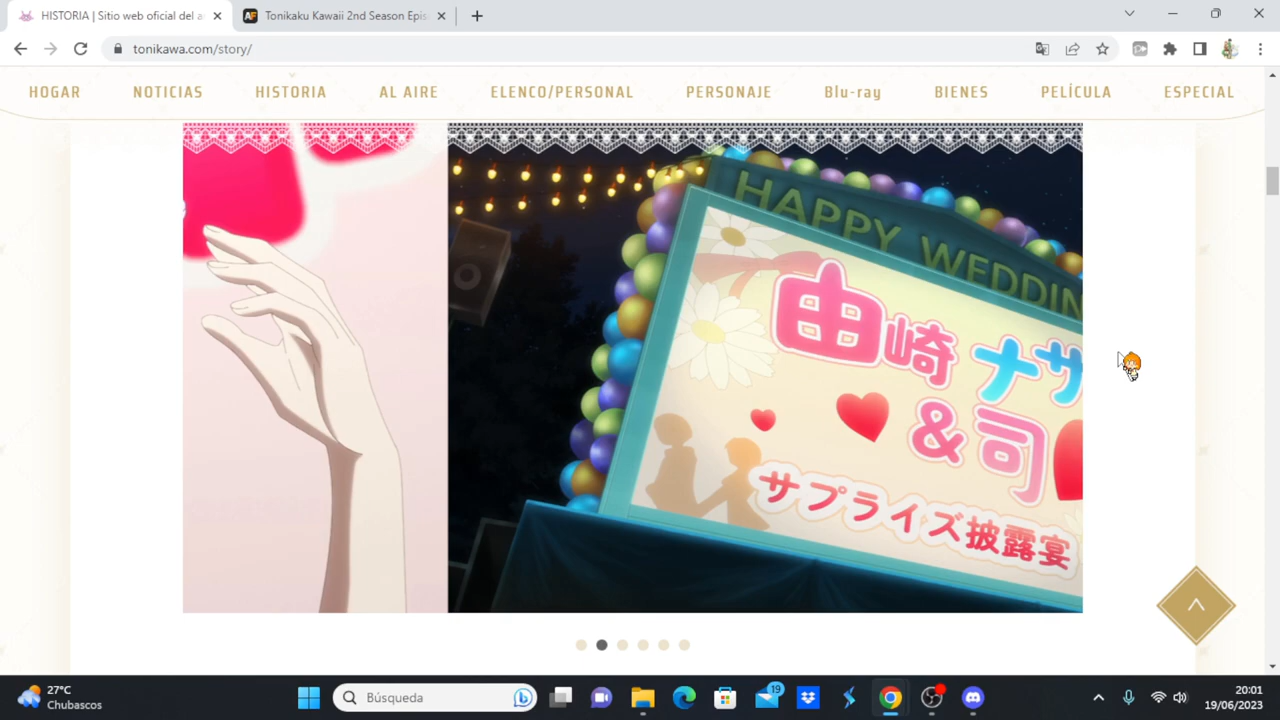 HISTORIA | Sitio web oficial del a
Tonikaku Kawaii 2nd Season Epis
tonikawa.com/story/
HOGAR NOTICIAS HISTORIA AL AIRE ELENCO/PERSONAL PERSONAJE Blu-ray BIENES PELÍCULA ESPECIAL
HAPPY WEDDIN
由崎 ナサ
&司
サプライズ披露宴
27°C
Chubascos
Búsqueda
19
20:01
19/06/2023